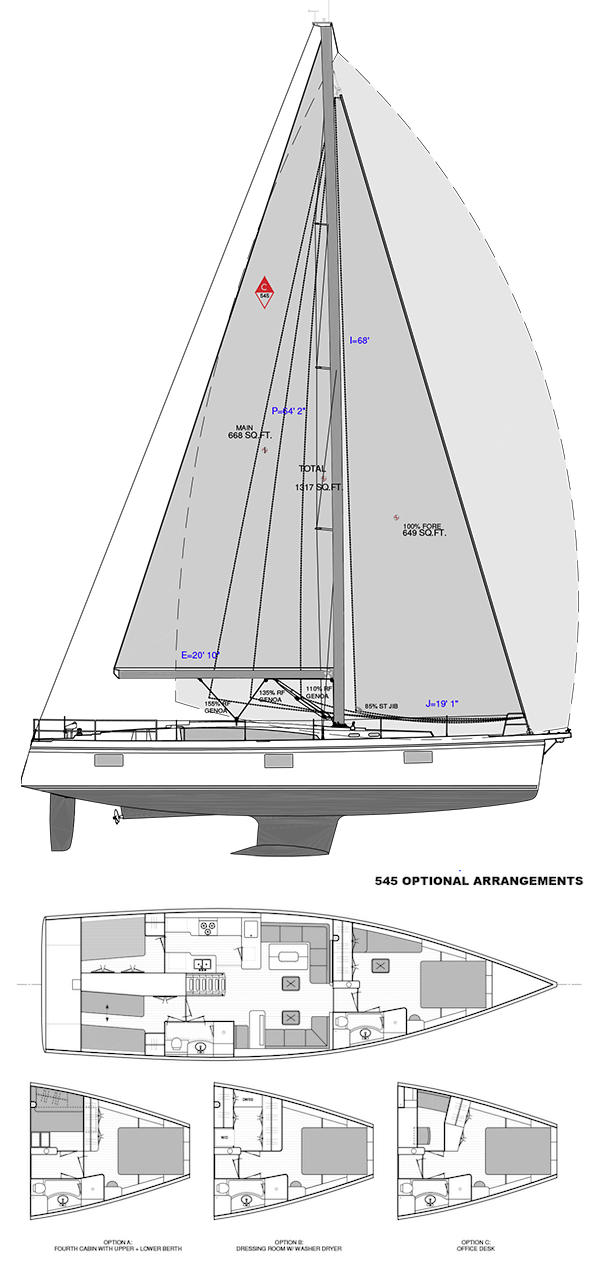 C
545
I=68'
P=64' 2"
MAIN
668 SQ.FT.
TOTAL
1317 SQ.FT.
100% FORE
649 SQ.FT.
E=20' 10"
155% RF
GENOA
135% RF
GENOA
110% RF
GENOA
85% ST JIB
J=19' 1"
545 OPTIONAL ARRANGEMENTS
W/D
OPTION A:
FOURTH CABIN WITH UPPER + LOWER BERTH
OPTION B:
DRESSING ROOM W/ WASHER DRYER
OPTION C:
OFFICE DESK